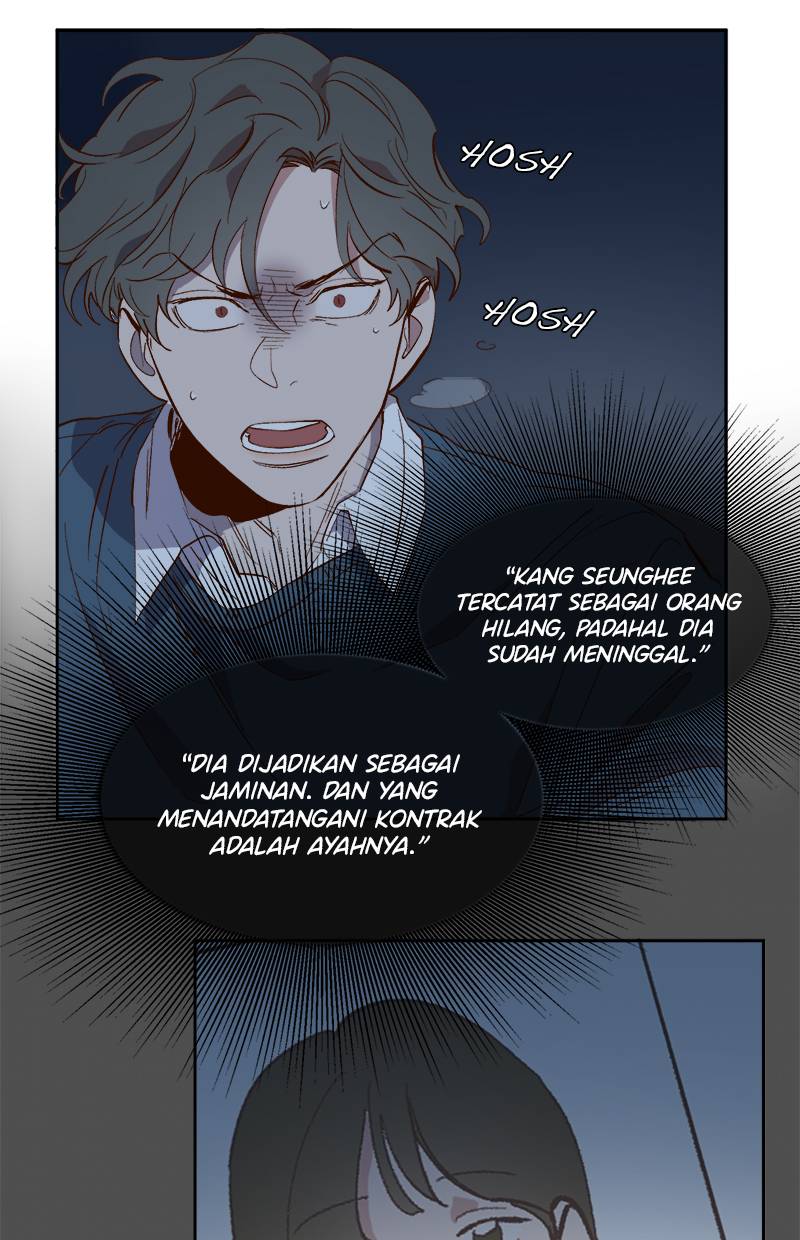 HOSH
HOSH
"KANG SEUNGHEE
TERCATAT SEBAGAI ORANG
HILANG, PADAHAL DIA
SUDAH MENINGGAL."
"DIA DIJADIKAN SEBAGAI
JAMINAN. DAN YANG
MENANDATANGANI KONTRAK
ADALAH AYAHNYA."